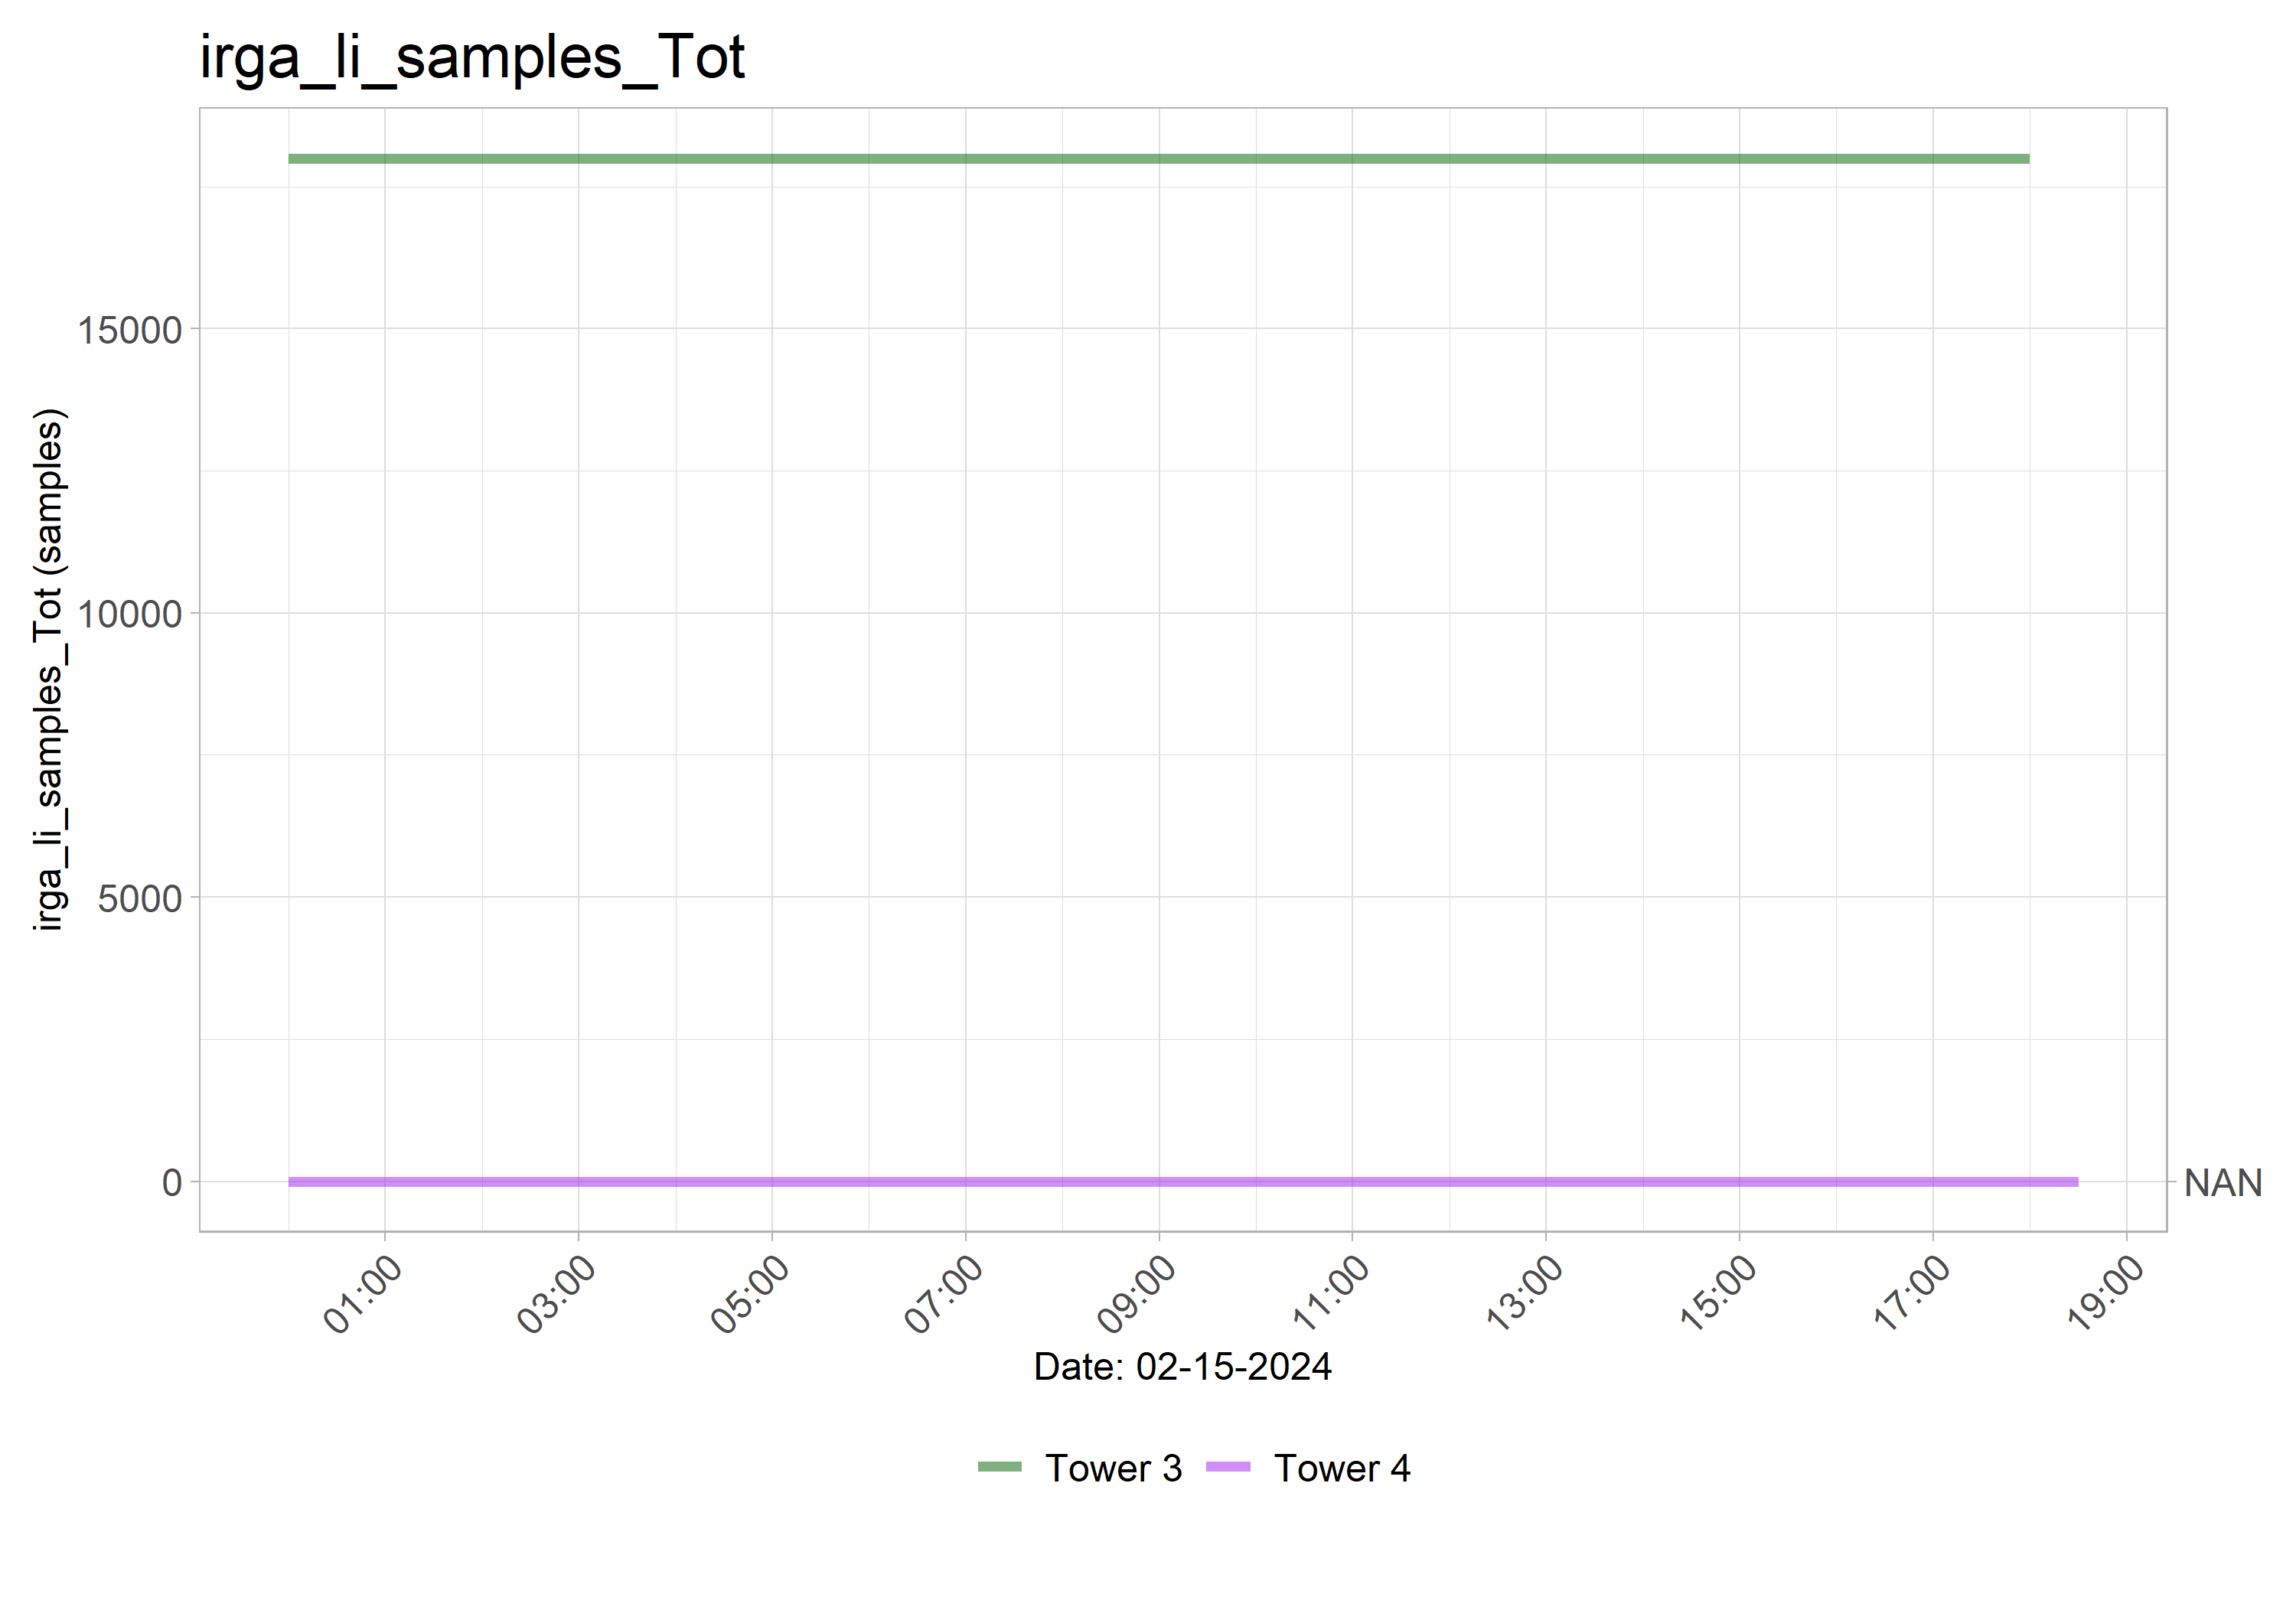 irga_li_samples_Tot
irga_li_samples_Tot (samples)
15000
10000
5000
0
NAN
01:00
03:00
05:00
07:00
09:00
11:00
13:00
15:00
17:00
19:00
Date: 02-15-2024
Tower 3
Tower 4